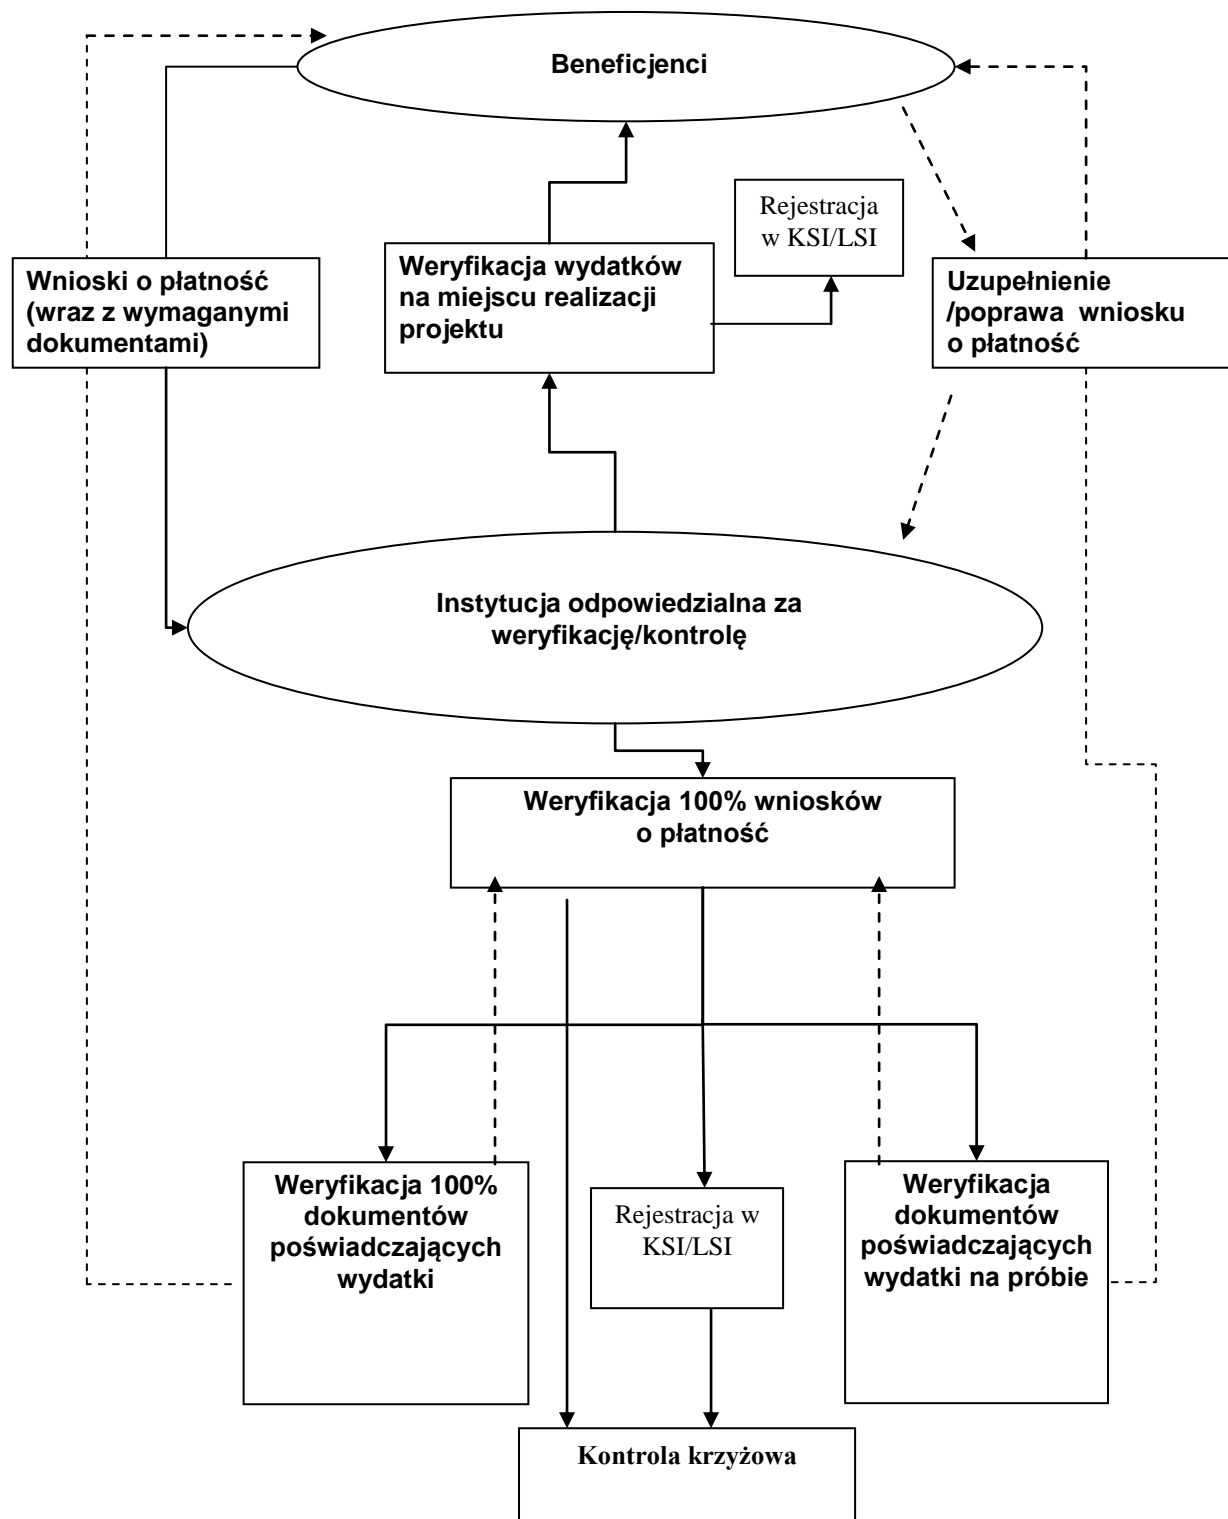 Beneficjenci
Rejestracja
w KSI/LSI
Wnioski o płatność
(wraz z wymaganymi
dokumentami)
Weryfikacja wydatków
na miejscu realizacji
projektu
Uzupełnienie
/poprawa wniosku
o płatność
Instytucja odpowiedzialna za
weryfikację/kontrolę
Weryfikacja 100% wniosków
o płatność
Weryfikacja 100%
dokumentów
poświadczających
wydatki
Rejestracja w
KSI/LSI
Weryfikacja
dokumentów
poświadczających
wydatki na próbie
Kontrola krzyżowa